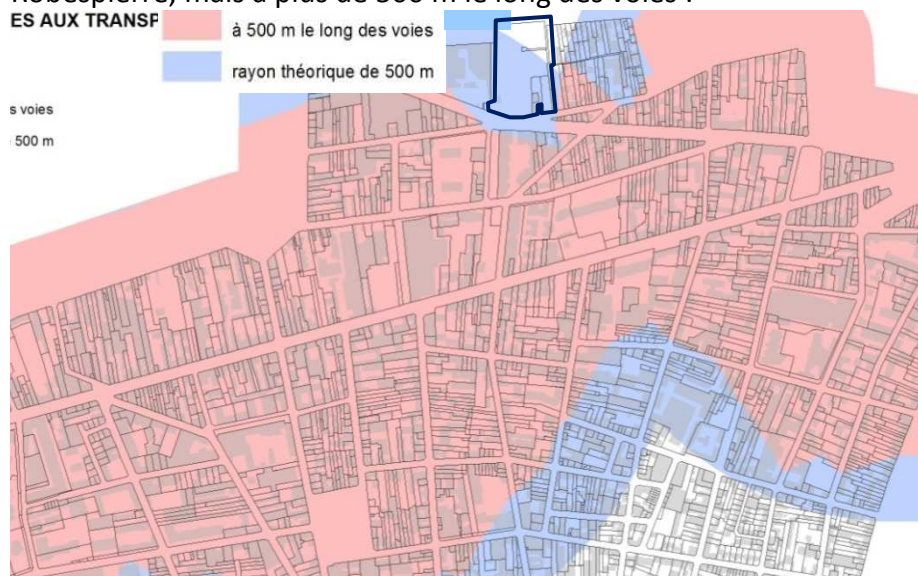 Robespierre, mais à plus de 500 m le long des voies :
ES AUX TRANSP
à 500 m le long des voies
rayon théorique de 500 m
s voies
500 m